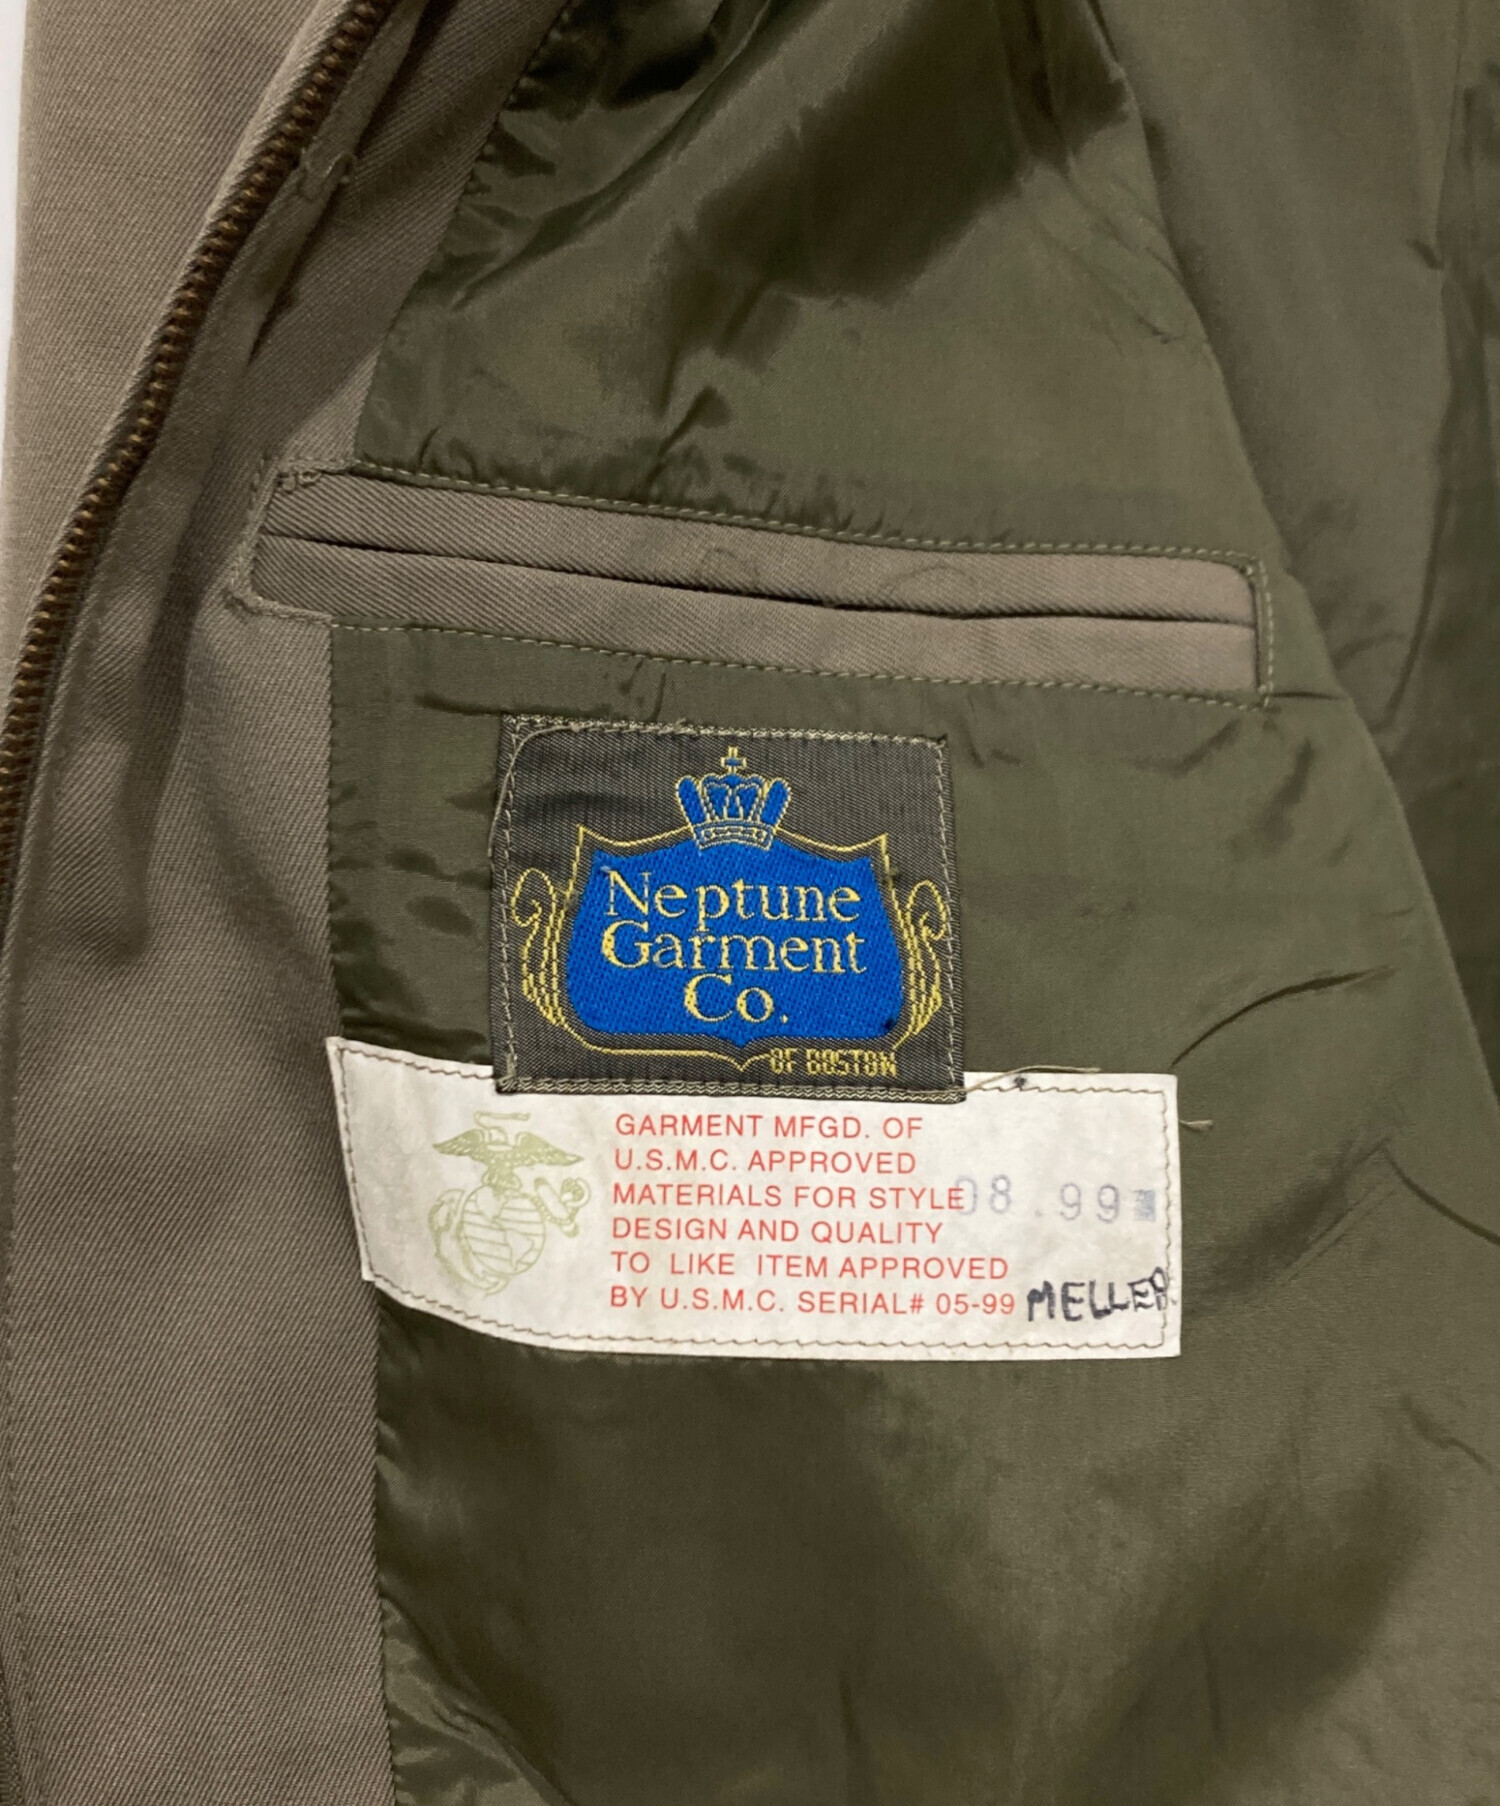 Neptune
Garment
Co.
OF BOSTON
GARMENT MFGD. OF
U.S.M.C. APPROVED
MATERIALS FOR STYLE 08.99
DESIGN AND QUALITY
TO LIKE ITEM APPROVED
BY U.S.M.C. SERIAL# 05-99 MELLER